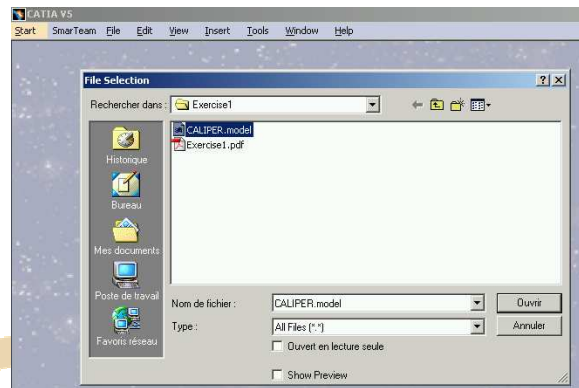 CATIA V5
Start SmarTeam File Edit View Insert Tools Window Help
File Selection
Rechercher dans : Exercise1
CALIPER.model
Exercise1.pdf
Historique
Bureau
Mes documents
Poste de travail
Favoris réseau
Nom de fichier : CALIPER.model Ouvrir
Type : All Files (*.*) Annuler
Ouvert en lecture seule
Show Preview